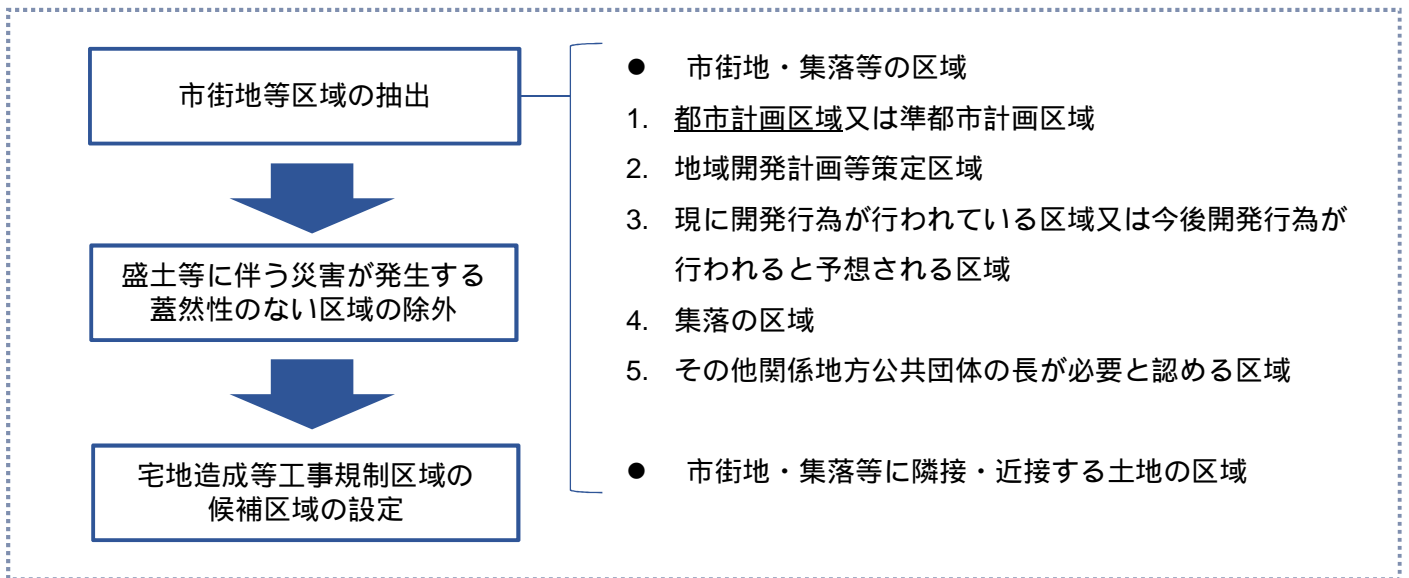 市街地等区域の抽出
盛土等に伴う災害が発生する
蓋然性のない区域の除外
宅地造成等工事規制区域の
候補区域の設定
● 市街地・集落等の区域
1. 都市計画区域又は準都市計画区域
2. 地域開発計画等策定区域
3. 現に開発行為が行われている区域又は今後開発行為が
行われると予想される区域
4. 集落の区域
5. その他関係地方公共団体の長が必要と認める区域
● 市街地・集落等に隣接・近接する土地の区域